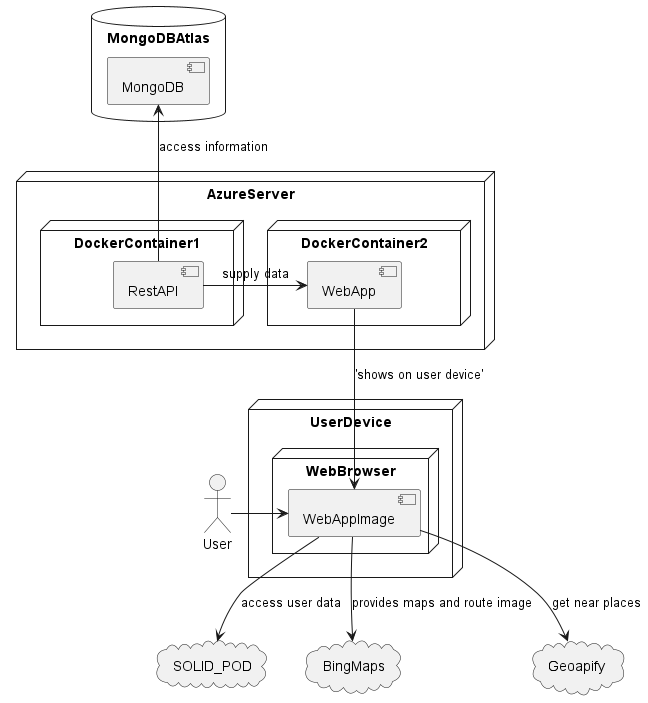 MongoDBAtlas
MongoDB
access information
AzureServer
DockerContainer1
DockerContainer2
RestAPI
supply data
WebApp
'shows on user device'
UserDevice
WebBrowser
WebAppImage
User
access user data
provides maps and route image
get near places
SOLID_POD
BingMaps
Geoapify